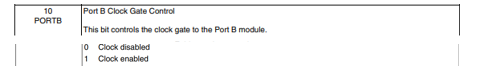 10
PORTB
Port B Clock Gate Control
This bit controls the clock gate to the Port B module.
0 Clock disabled
1 Clock enabled